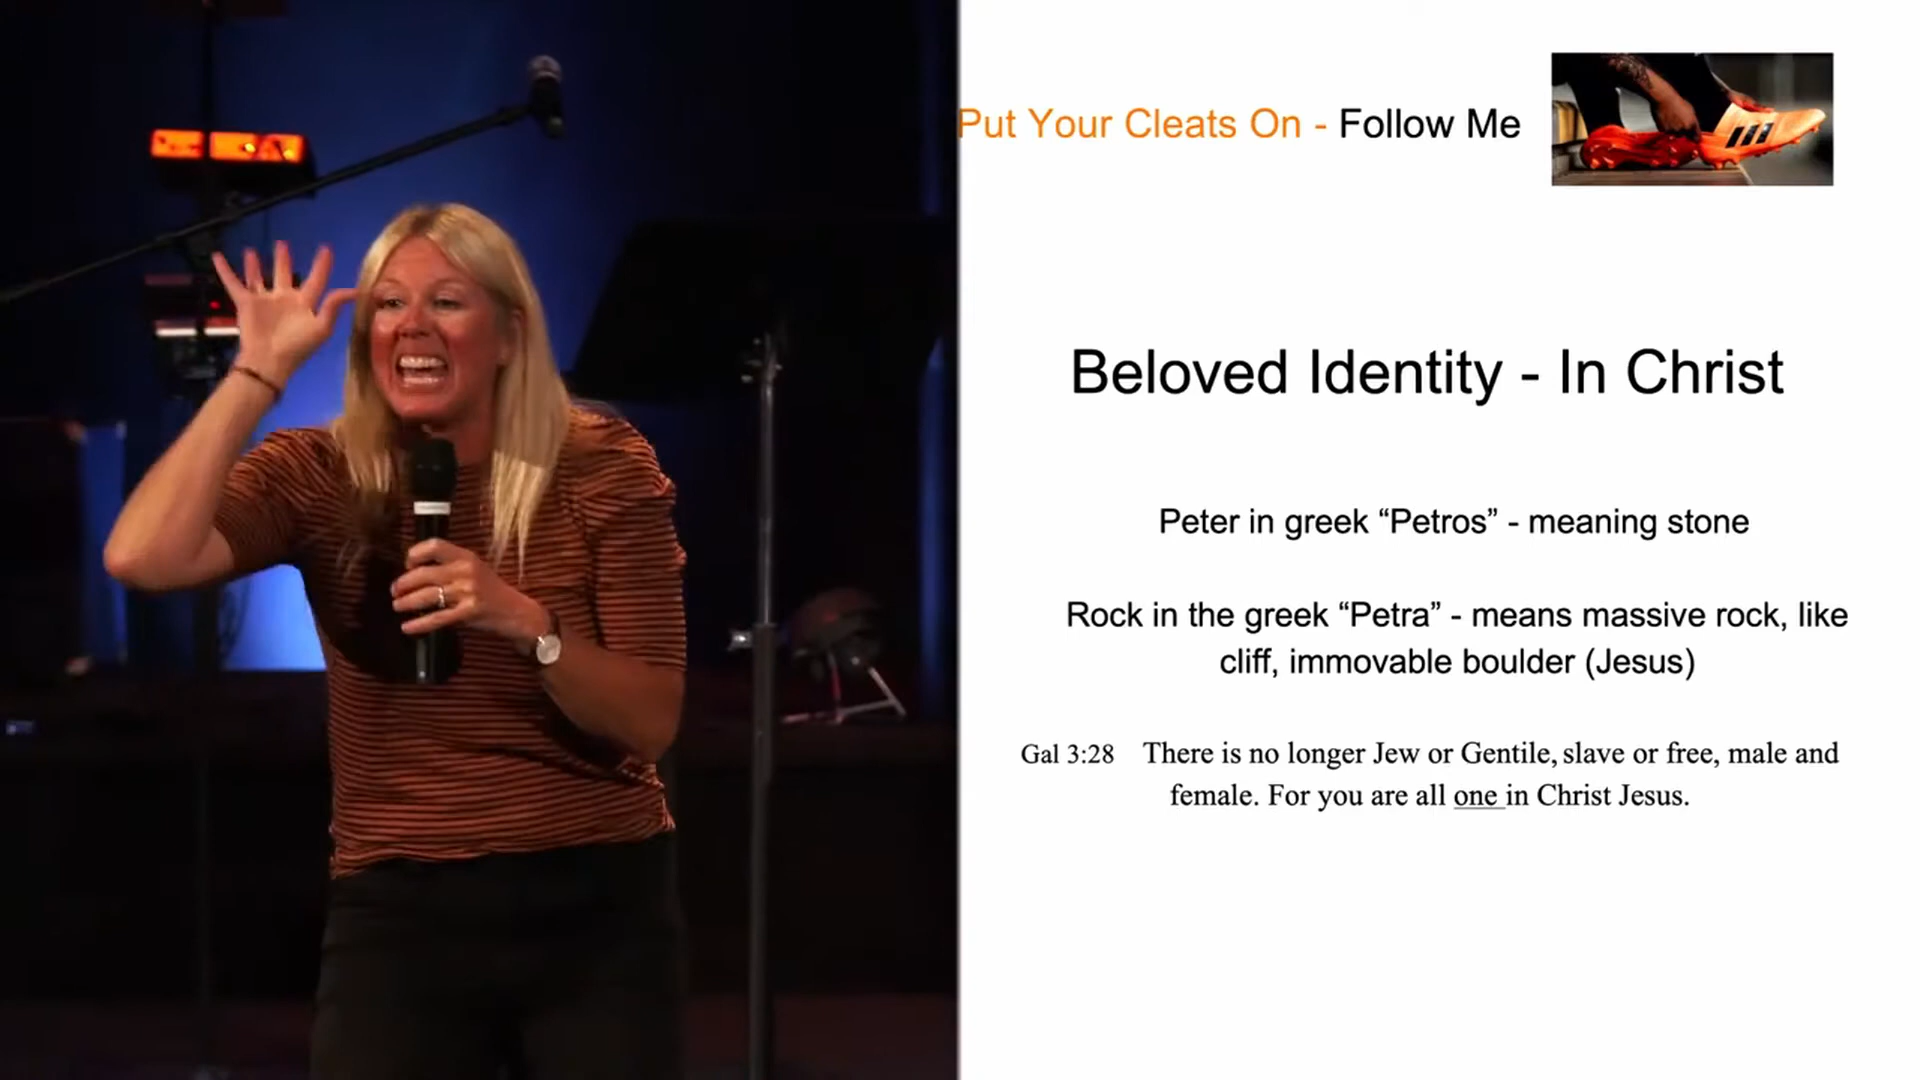 Put Your Cleats On - Follow Me
Beloved Identity - In Christ
Peter in greek “Petros” - meaning stone
Rock in the greek “Petra” - means massive rock, like
cliff, immovable boulder (Jesus)
Gal 3:28 There is no longer Jew or Gentile, slave or free, male and
female. For you are all one in Christ Jesus.